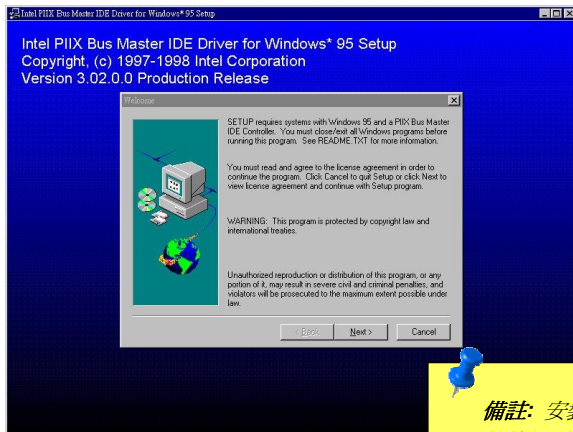 Intel PIIX Bus Master IDE Driver for Windows* 95 Setup
Intel PIIX Bus Master IDE Driver for Windows* 95 Setup
Copyright, (c) 1997-1998 Intel Corporation
Version 3.02.0.0 Production Release
Welcome
SETUP requires systems with Windows 95 and a PIIX Bus Master
IDE Controller. You must close/exit all Windows programs before
running this program. See README.TXT for more information.
You must read and agree to the license agreement in order to
continue the program. Click Cancel to quit Setup or click Next to
view license agreement and continue with Setup program.
WARNING: This program is protected by copyright law and
international treaties.
Unauthorized reproduction or distribution of this program, or any
portion of it, may result in severe civil and criminal penalties, and
violators will be prosecuted to the maximum extent possible under
law.
< Back
Next >
Cancel
備註: 安